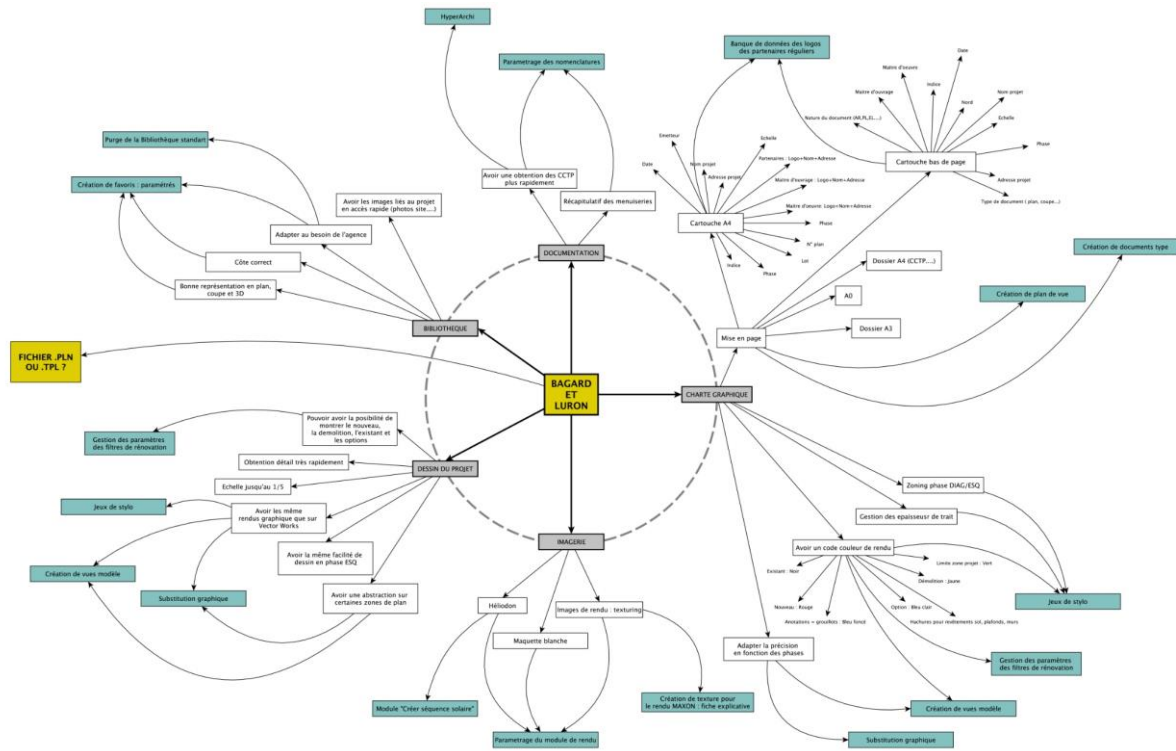 HyperArchi
Parametrage des nomenclatures
Purge de la Bibliothèque standart
Création de favoris : paramétrés
Avoir les images liés au projet
en accès rapide (photos site....)
Adapter au besoin de l'agence
Côte correct
Bonne représentation en plan,
coupe et 3D
BIBLIOTHEQUE
Avoir une obtention des CCTP
plus rapidement
Récapitulatif des menuiseries
DOCUMENTATION
Banque de données des logos
des partenaires réguliers
Emetteur
Date
Nom projet
Adresse projet
Echelle
Partenaires : Logo+Nom+Adresse
Maitre d'ouvrage : Logo+Nom+Adresse
Maitre d'œuvre: Logo+Nom+Adresse
Phase
N° plan
Lot
Phase
Indice
Cartouche A4
Nature du document (AR,PL,EL...)
Maitre d'ouvrage
Maitre d'œuvre
Indice
Date
Nord
Nom projet
Echelle
Phase
Adresse projet
Type de document ( plan, coupe...)
Cartouche bas de page
Dossier A4 (CCTP....)
A0
Dossier A3
Mise en page
Création de documents type
Création de plan de vue
CHARTE GRAPHIQUE
FICHIER .PLN
OU .TPL ?
BAGARD
ET
LURON
Pouvoir avoir la posibilité de
montrer le nouveau,
la demolition, l'existant et
les options
Gestion des paramètres
des filtres de rénovation
DESSIN DU PROJET
Obtention détail très rapidement
Echelle jusqu'au 1/5
Jeux de stylo
Avoir les même
rendus graphique que sur
Vector Works
Avoir la même facilité de
dessin en phase ESQ
Création de vues modèle
Substitution graphique
Avoir une abstraction sur
certaines zones de plan
IMAGERIE
Héliodon
Maquette blanche
Images de rendu : texturing
Module "Créer séquence solaire"
Parametrage du module de rendu
Création de texture pour
le rendu MAXON : fiche explicative
Zoning phase DIAG/ESQ
Gestion des epaisseusr de trait
Avoir un code couleur de rendu
Existant : Noir
Nouveau : Rouge
Anotations + grouillots : Bleu foncé
Option : Bleu clair
Hachures pour revêtements sol, plafonds, murs
Démolition : Jaune
Limite zone projet : Vert
Jeux de stylo
Adapter la précision
en fonction des phases
Gestion des paramètres
des filtres de rénovation
Création de vues modèle
Substitution graphique